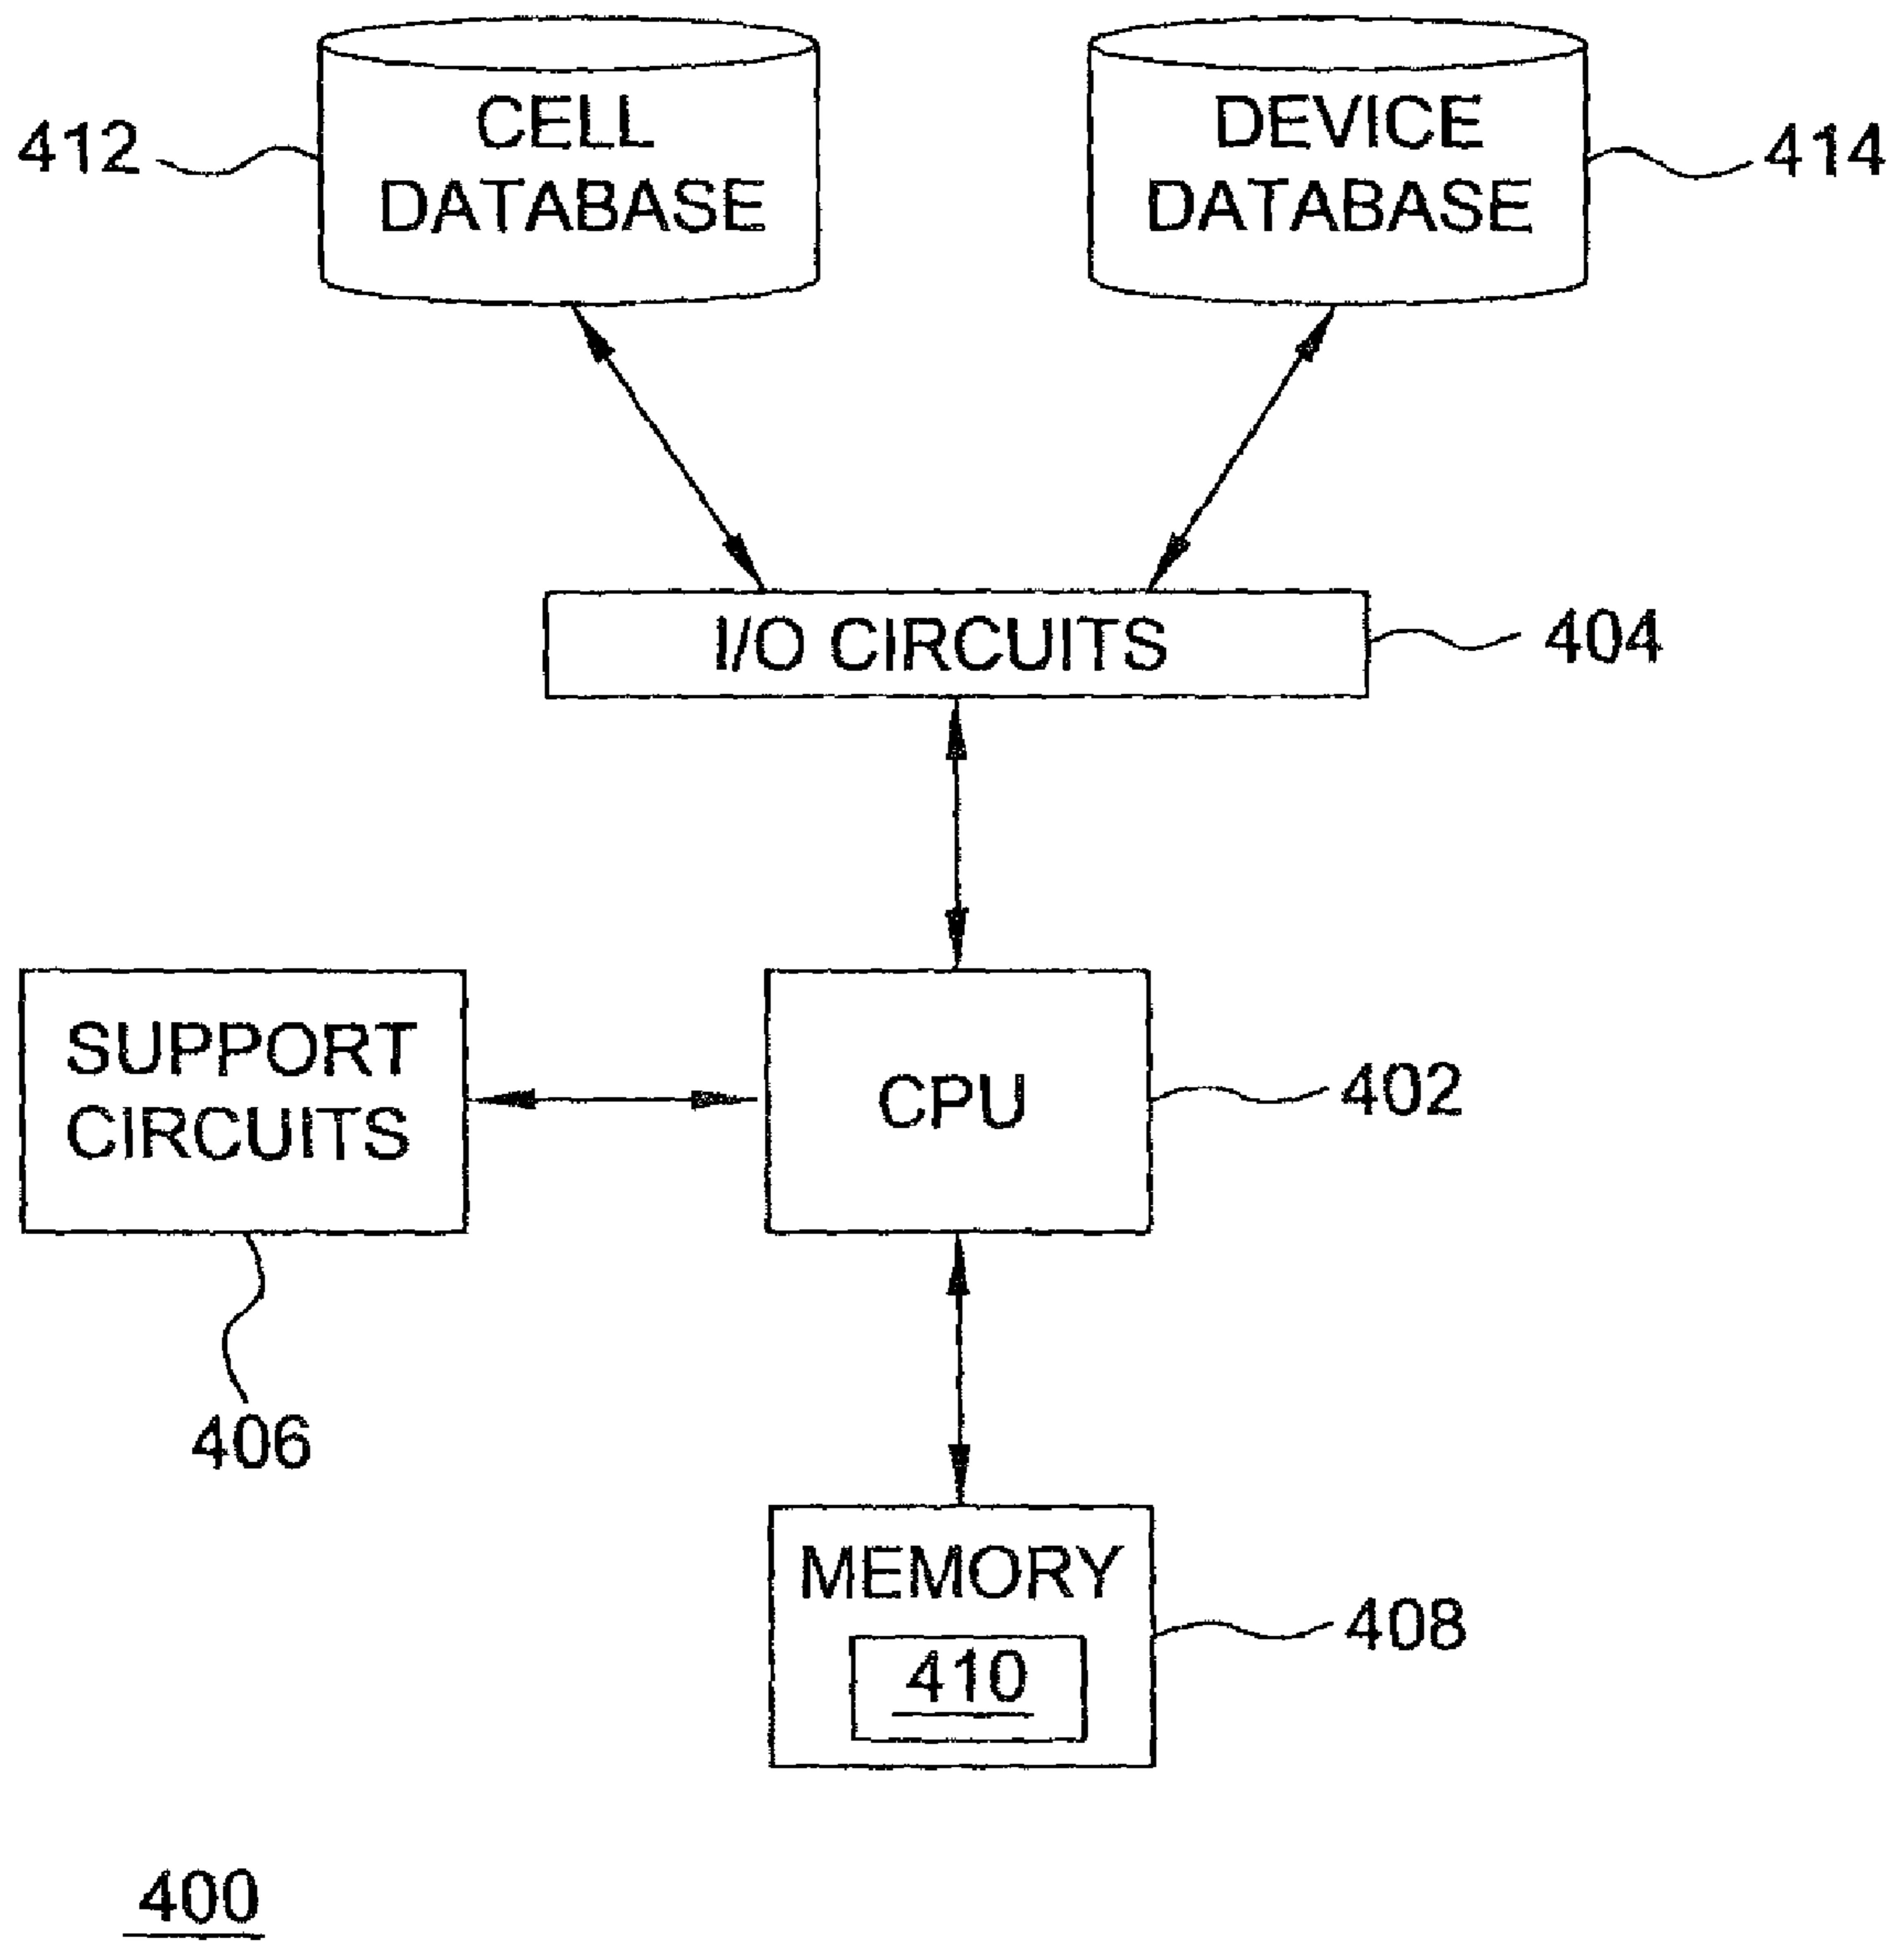 CELL
DATABASE
412
DEVICE
DATABASE
414
I/O CIRCUITS
404
SUPPORT
CIRCUITS
406
CPU
402
MEMORY
410
408
400